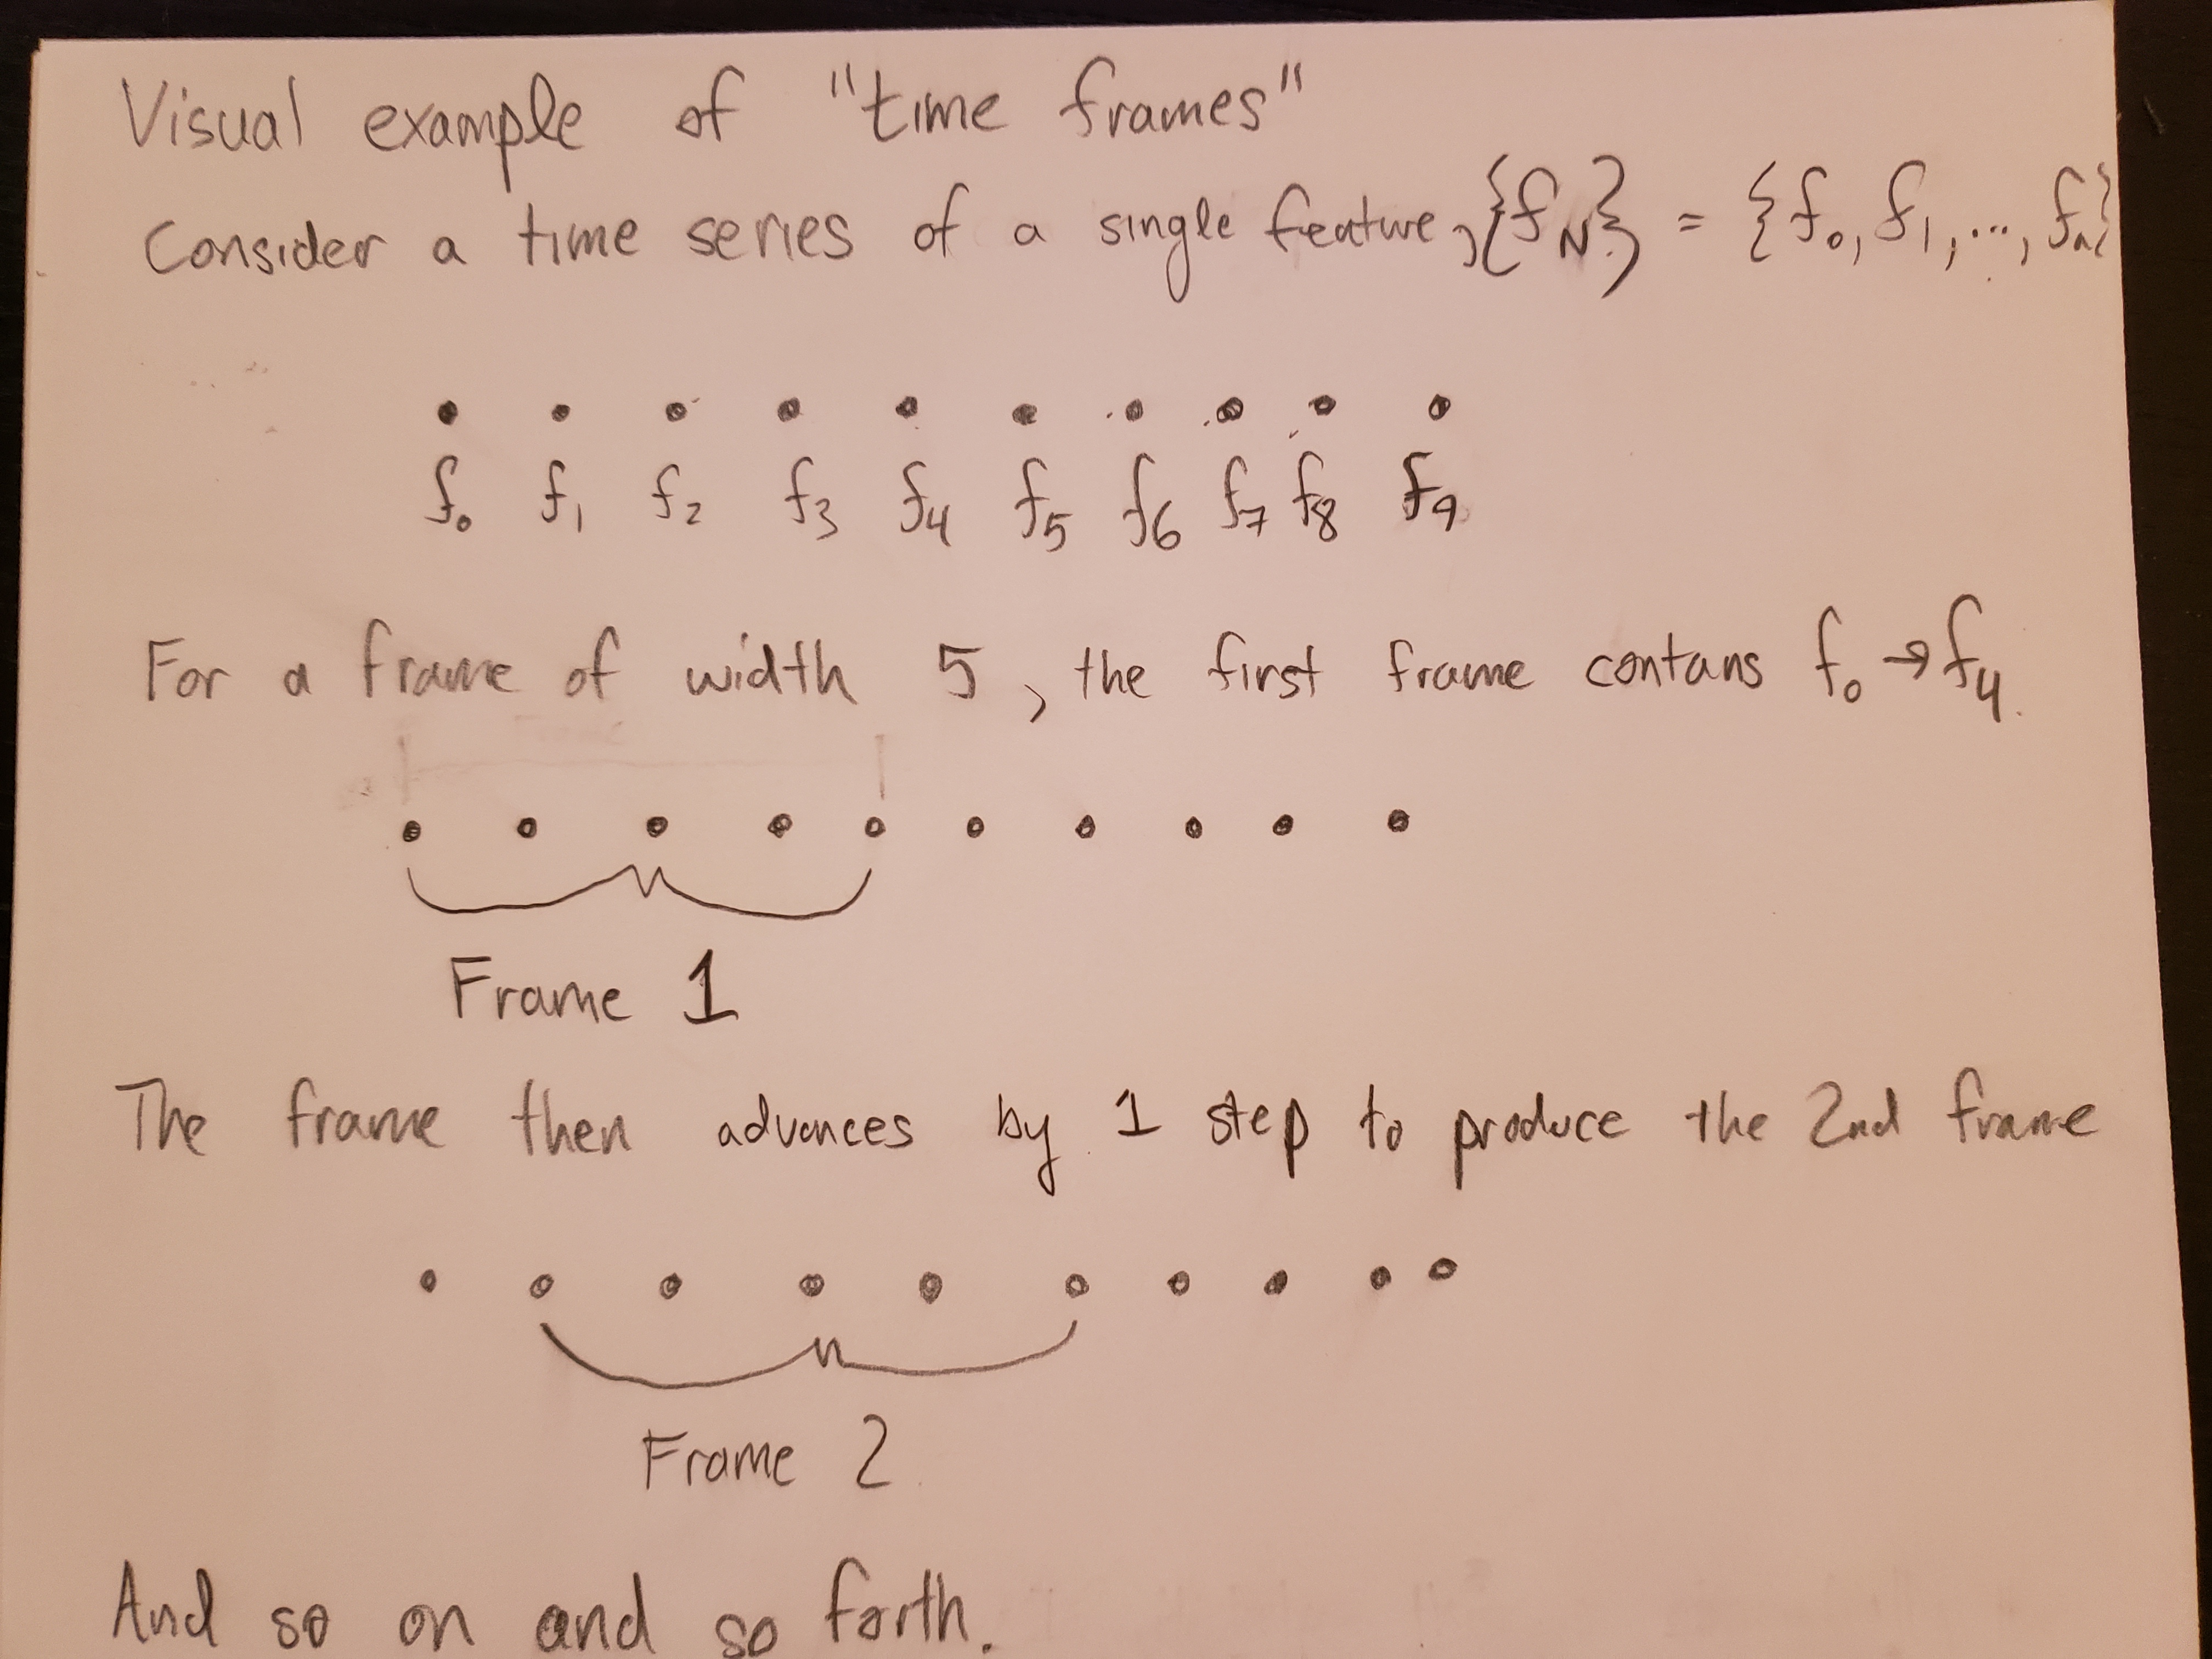 Visual example of "time frames"
Consider a time series of a single feature, {f_N} = {f_0, f_1, ..., f_n}
f_0 f_1 f_2 f_3 f_4 f_5 f_6 f_7 f_8 f_9
For a frame of width 5, the first frame contans f_0 → f_4.
Frame 1
The frame then advances by 1 step to produce the 2nd frame
Frame 2
And so on and so forth.